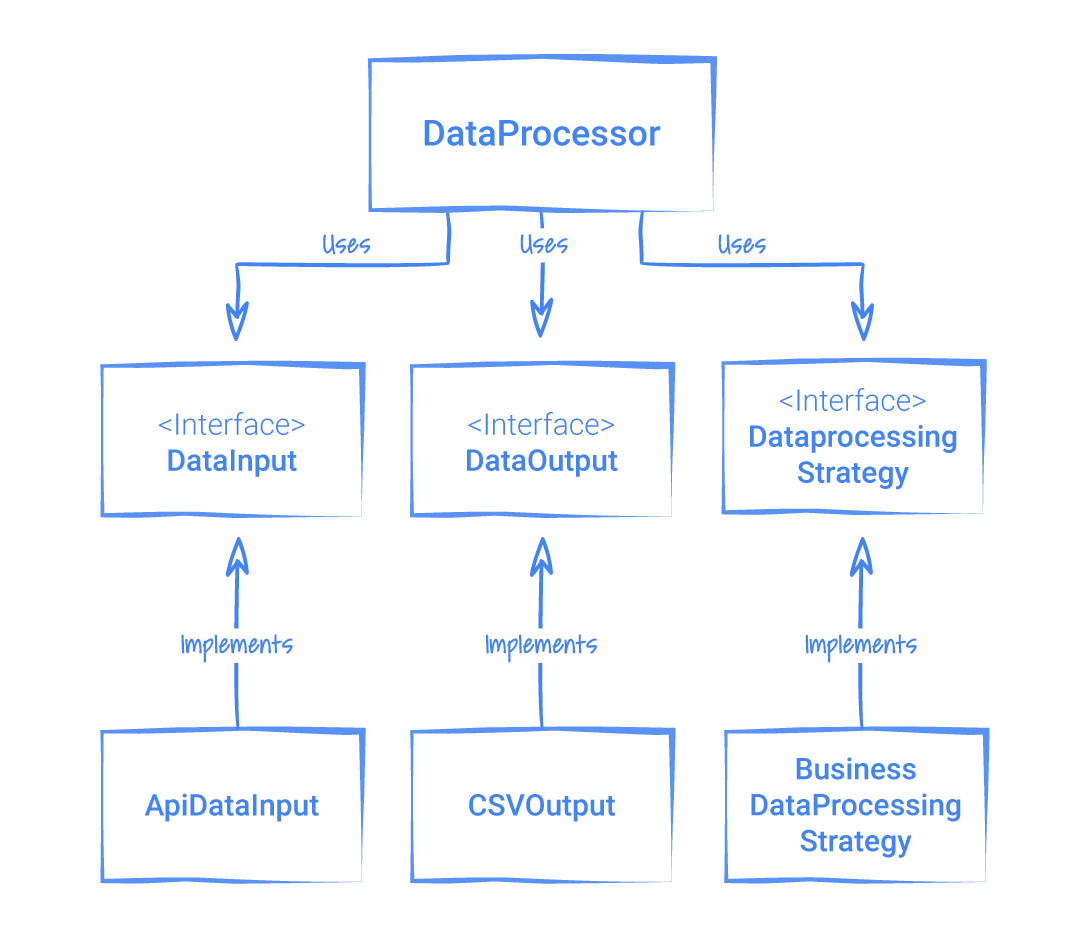 DataProcessor
Uses
Uses
Uses
<Interface>
DataInput
<Interface>
DataOutput
<Interface>
Dataprocessing
Strategy
Implements
Implements
Implements
ApiDataInput
CSVOutput
Business
DataProcessing
Strategy